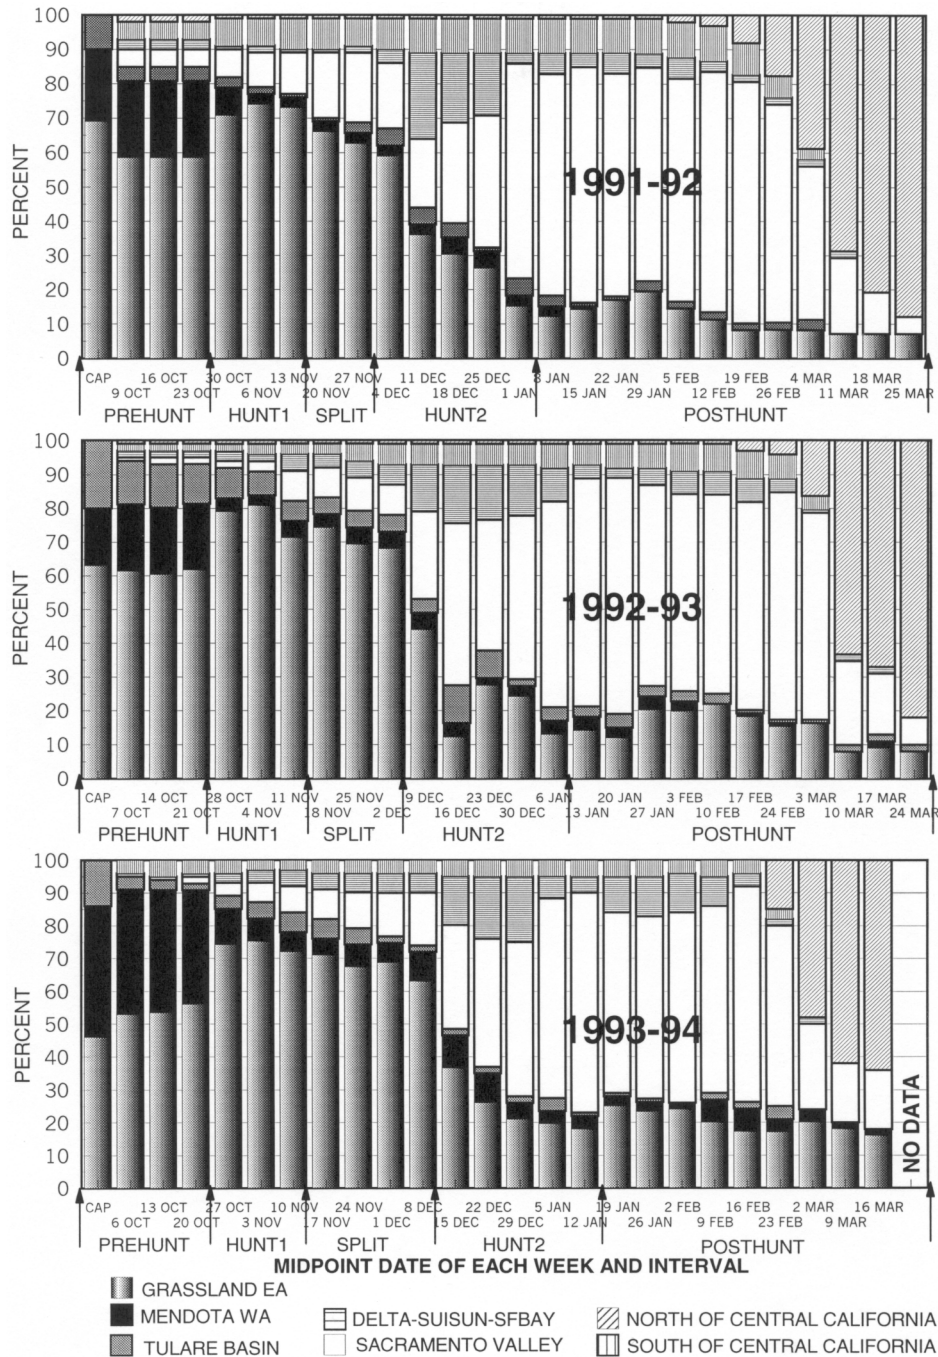 100
90
80
70
60
50
40
30
20
10
0
PERCENT
1991-92
CAP 16 OCT 30 OCT 13 NOV 27 NOV 11 DEC 25 DEC 8 JAN 22 JAN 5 FEB 19 FEB 4 MAR 18 MAR
9 OCT 23 OCT 6 NOV 20 NOV 4 DEC 18 DEC 1 JAN 15 JAN 29 JAN 12 FEB 26 FEB 11 MAR 25 MAR
PREHUNT HUNT1 SPLIT HUNT2 POSTHUNT
100
90
80
70
60
50
40
30
20
10
0
PERCENT
1992-93
CAP 14 OCT 28 OCT 11 NOV 25 NOV 9 DEC 23 DEC 6 JAN 20 JAN 3 FEB 17 FEB 3 MAR 17 MAR
7 OCT 21 OCT 4 NOV 18 NOV 2 DEC 16 DEC 30 DEC 13 JAN 27 JAN 10 FEB 24 FEB 10 MAR 24 MAR
PREHUNT HUNT1 SPLIT HUNT2 POSTHUNT
100
90
80
70
60
50
40
30
20
10
0
PERCENT
1993-94
NO DATA
CAP 13 OCT 27 OCT 10 NOV 24 NOV 8 DEC 22 DEC 5 JAN 19 JAN 2 FEB 16 FEB 2 MAR 16 MAR
6 OCT 20 OCT 3 NOV 17 NOV 1 DEC 15 DEC 29 DEC 12 JAN 26 JAN 9 FEB 23 FEB 9 MAR
PREHUNT HUNT1 SPLIT HUNT2 POSTHUNT
MIDPOINT DATE OF EACH WEEK AND INTERVAL
GRASSLAND EA
MENDOTA WA DELTA-SUISUN-SFBAY NORTH OF CENTRAL CALIFORNIA
TULARE BASIN SACRAMENTO VALLEY SOUTH OF CENTRAL CALIFORNIA